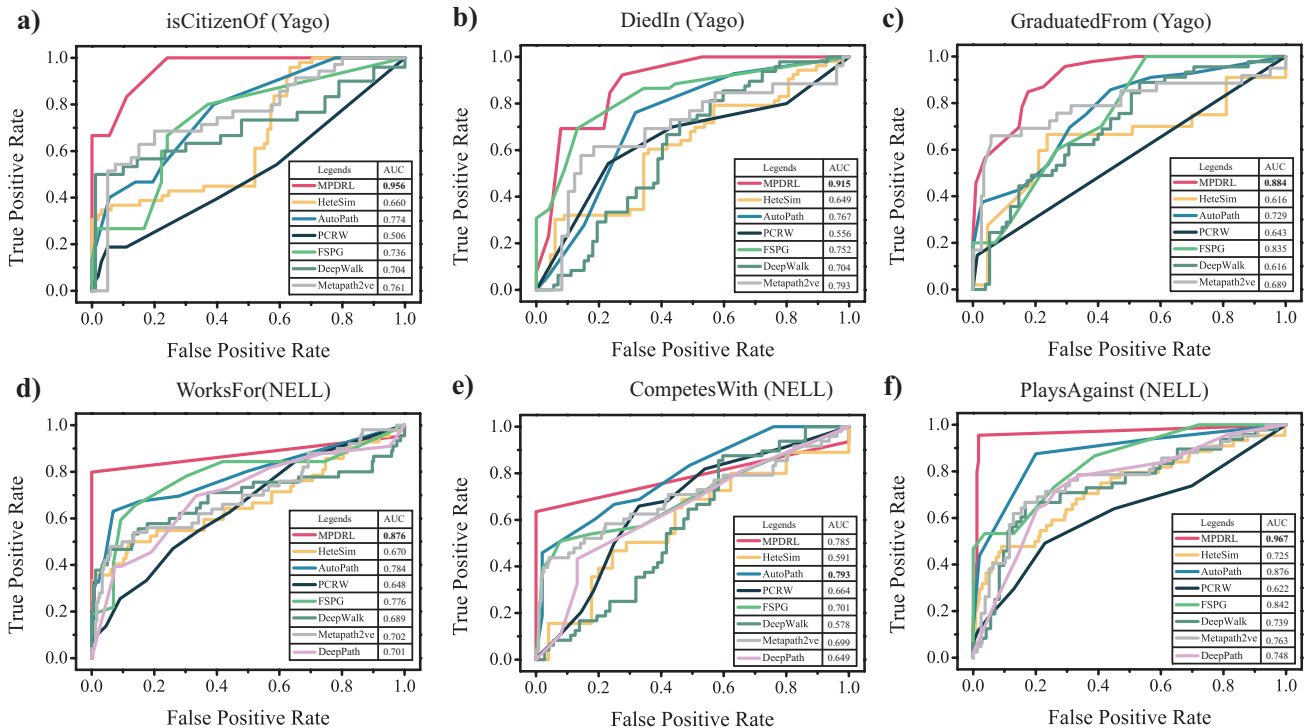 a) isCitizenOf (Yago)
True Positive Rate
1.0
0.8
0.6
0.4
0.2
0.0
0.0 0.2 0.4 0.6 0.8 1.0
False Positive Rate
Legends AUC
MPDRL 0.956
HeteSim 0.660
AutoPath 0.774
PCRW 0.506
FSPG 0.736
DeepWalk 0.704
Metapath2ve 0.761
b) DiedIn (Yago)
True Positive Rate
1.0
0.8
0.6
0.4
0.2
0.0
0.0 0.2 0.4 0.6 0.8 1.0
False Positive Rate
Legends AUC
MPDRL 0.915
HeteSim 0.649
AutoPath 0.767
PCRW 0.556
FSPG 0.752
DeepWalk 0.704
Metapath2ve 0.793
c) GraduatedFrom (Yago)
True Positive Rate
1.0
0.8
0.6
0.4
0.2
0.0
0.0 0.2 0.4 0.6 0.8 1.0
False Positive Rate
Legends AUC
MPDRL 0.884
HeteSim 0.616
AutoPath 0.729
PCRW 0.643
FSPG 0.835
DeepWalk 0.616
Metapath2ve 0.689
d) WorksFor(NELL)
True Positive Rate
1.0
0.8
0.6
0.4
0.2
0.0
0.0 0.2 0.4 0.6 0.8 1.0
False Positive Rate
Legends AUC
MPDRL 0.876
HeteSim 0.670
AutoPath 0.784
PCRW 0.648
FSPG 0.776
DeepWalk 0.689
Metapath2ve 0.702
DeepPath 0.701
e) CompetesWith (NELL)
True Positive Rate
1.0
0.8
0.6
0.4
0.2
0.0
0.0 0.2 0.4 0.6 0.8 1.0
False Positive Rate
Legends AUC
MPDRL 0.785
HeteSim 0.591
AutoPath 0.793
PCRW 0.664
FSPG 0.701
DeepWalk 0.578
Metapath2ve 0.699
DeepPath 0.649
f) PlaysAgainst (NELL)
True Positive Rate
1.0
0.8
0.6
0.4
0.2
0.0
0.0 0.2 0.4 0.6 0.8 1.0
False Positive Rate
Legends AUC
MPDRL 0.967
HeteSim 0.725
AutoPath 0.876
PCRW 0.622
FSPG 0.842
DeepWalk 0.739
Metapath2ve 0.763
DeepPath 0.748